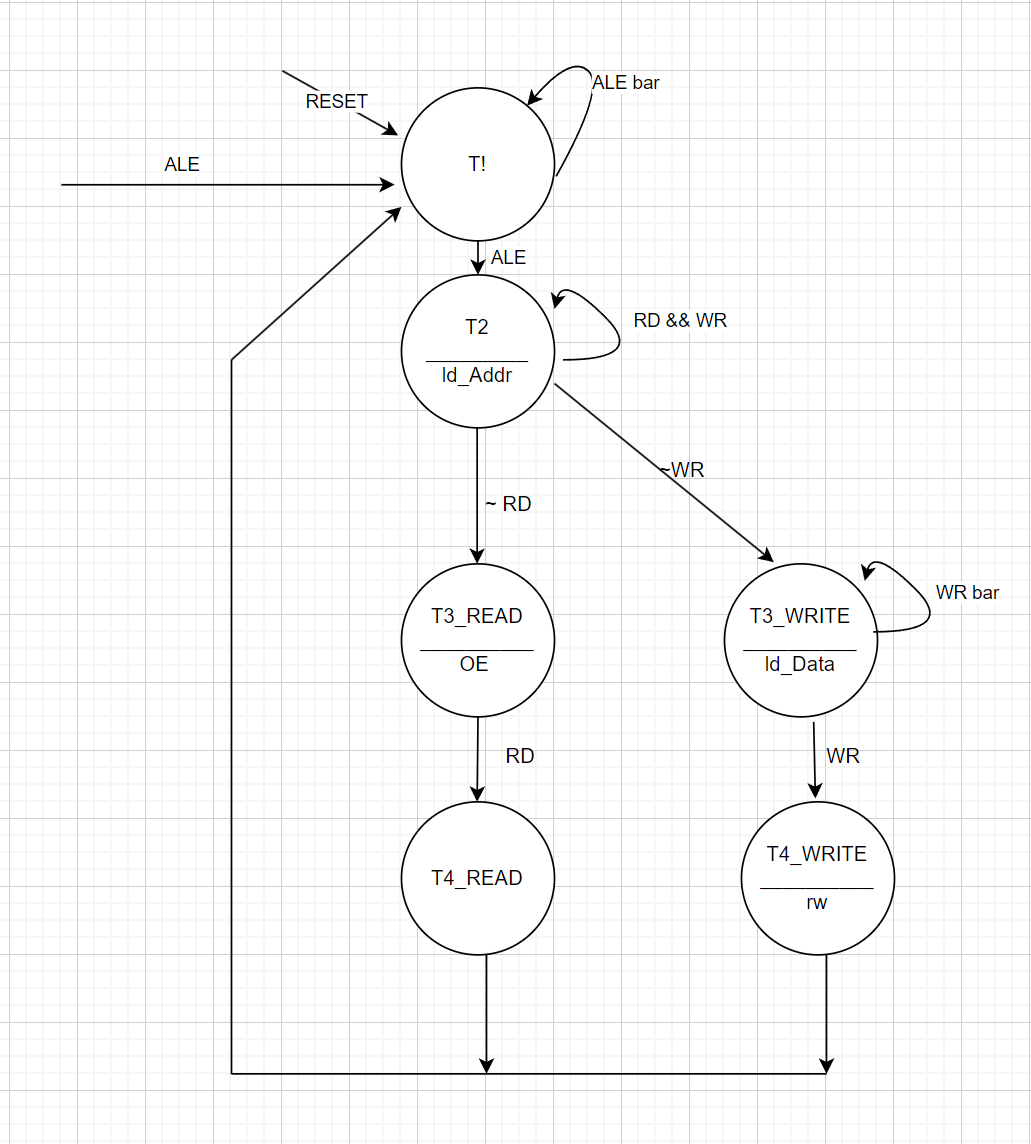 RESET
ALE bar
ALE
T!
ALE
T2
ld_Addr
RD && WR
~WR
~ RD
T3_READ
OE
T3_WRITE
ld_Data
WR bar
RD
WR
T4_READ
T4_WRITE
rw